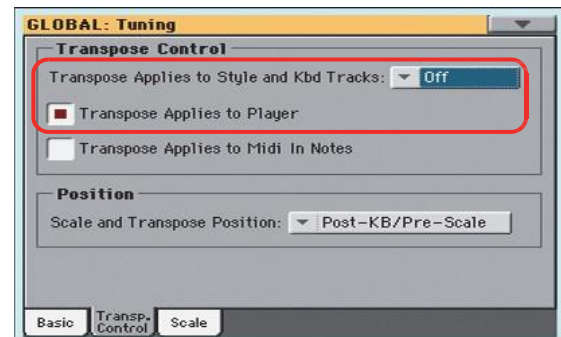 GLOBAL: Tuning
Transpose Control
Transpose Applies to Style and Kbd Tracks: Off
Transpose Applies to Player
Transpose Applies to Midi In Notes
Position
Scale and Transpose Position: Post-KB/Pre-Scale
Basic Transp. Control Scale